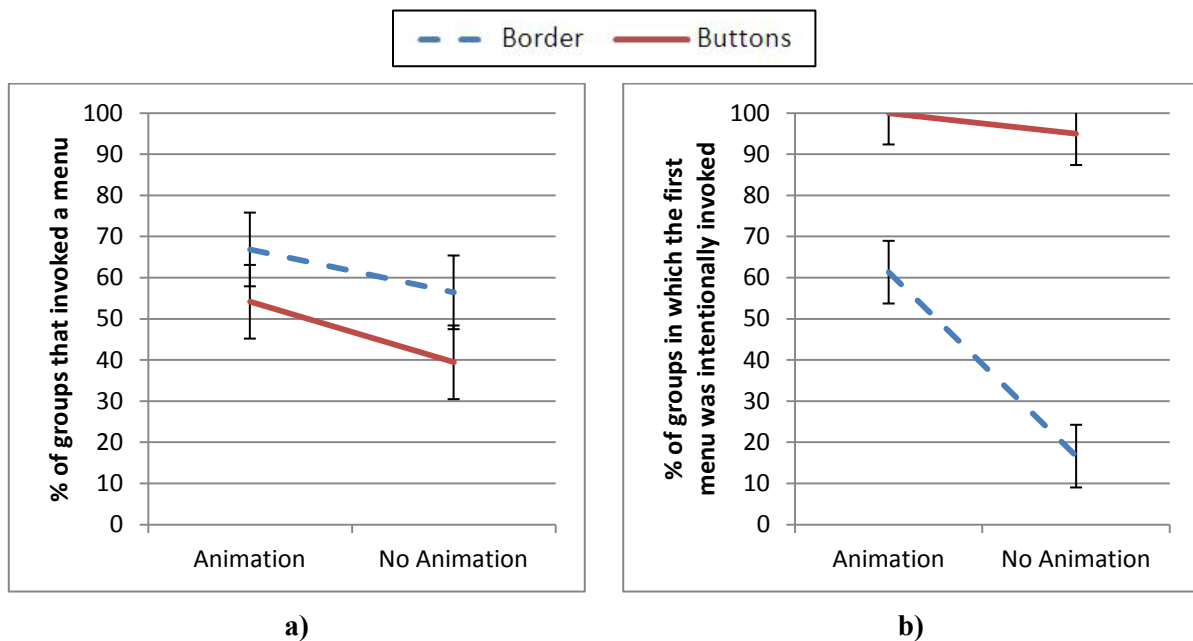 Border Buttons
% of groups that invoked a menu
100
90
80
70
60
50
40
30
20
10
0
Animation No Animation
a)
% of groups in which the first
menu was intentionally invoked
100
90
80
70
60
50
40
30
20
10
0
Animation No Animation
b)